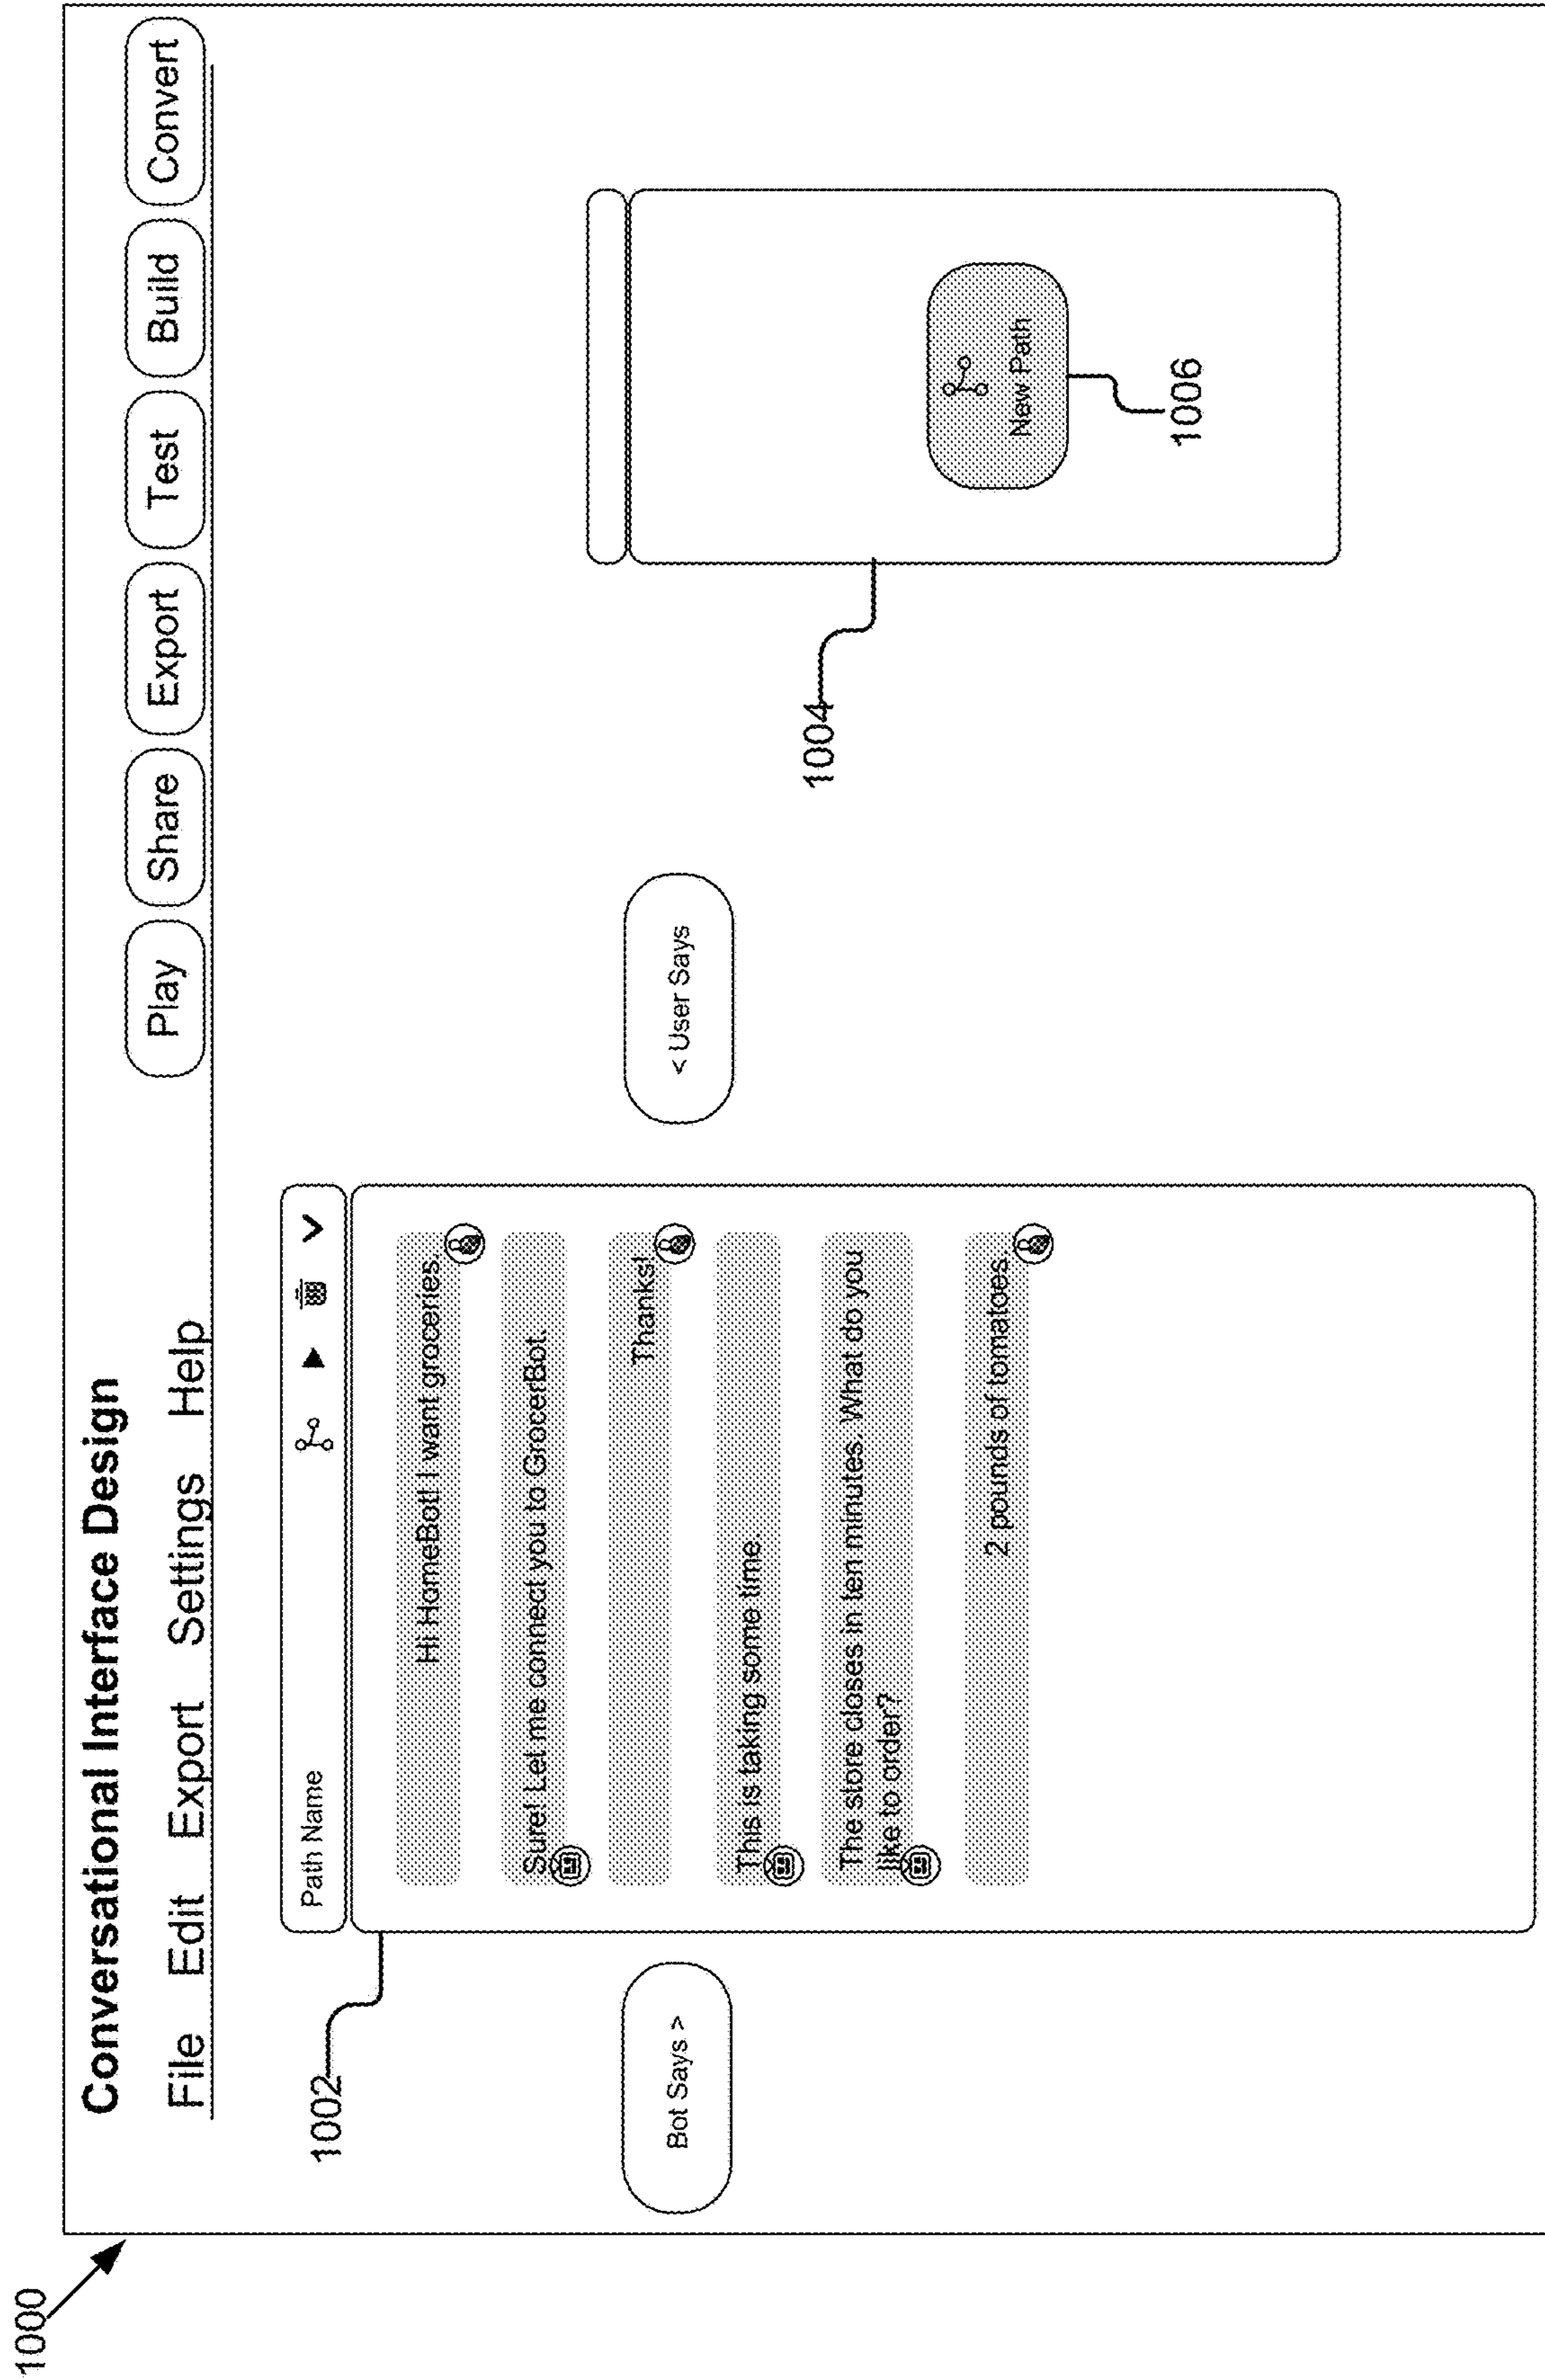 1000
Conversational Interface Design
File Edit Export Settings Help
Play Share Export Test Build Convert
1002
Path Name
Hi HomeBot! I want groceries.
Sure! Let me connect you to GrocerBot.
Thanks!
This is taking some time.
The store closes in ten minutes. What do you
like to order?
2 pounds of tomatoes.
Bot Says >
< User Says
1004
New Path
1006